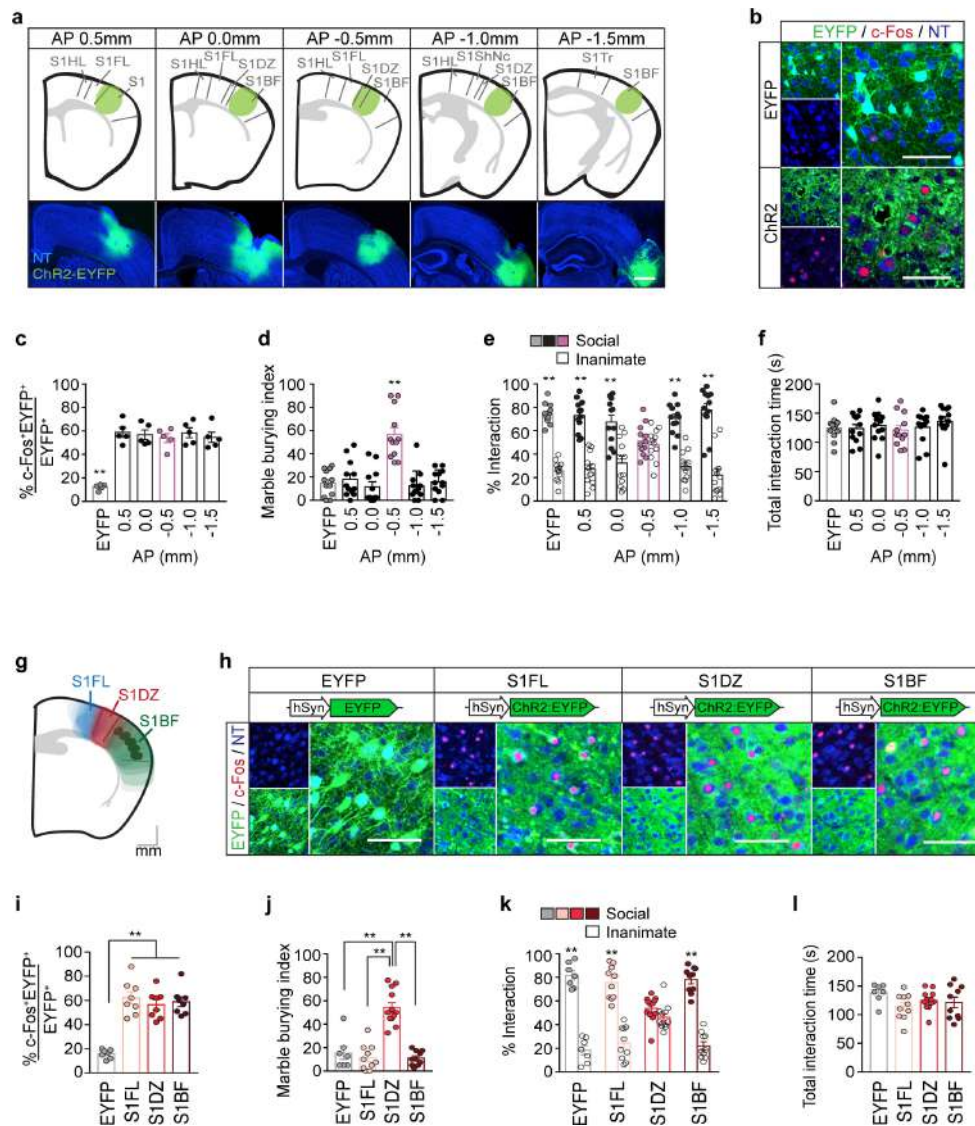 a
AP 0.5mm AP 0.0mm AP -0.5mm AP -1.0mm AP -1.5mm
S1HL S1FL S1
S1HL S1FL S1DZ S1BF
S1HL S1FL S1DZ S1BF
S1HL S1ShNc S1DZ S1BF
S1Tr S1BF
NT
ChR2-EYFP
b
EYFP / c-Fos / NT
EYFP
ChR2
c
% c-Fos+EYFP+
EYFP+
100
80
60
40
20
0
**
EYFP 0.5 0.0 -0.5 -1.0 -1.5
AP (mm)
d
Marble burying index
100
80
60
40
20
0
**
EYFP 0.5 0.0 -0.5 -1.0 -1.5
AP (mm)
e
Social
Inanimate
% Interaction
100
80
60
40
20
0
** ** ** ** **
EYFP 0.5 0.0 -0.5 -1.0 -1.5
AP (mm)
f
Total interaction time (s)
200
150
100
50
0
EYFP 0.5 0.0 -0.5 -1.0 -1.5
AP (mm)
g
S1FL
S1DZ
S1BF
mm
h
EYFP S1FL S1DZ S1BF
hSyn EYFP hSyn ChR2:EYFP hSyn ChR2:EYFP hSyn ChR2:EYFP
EYFP / c-Fos / NT
i
% c-Fos+EYFP+
EYFP+
100
80
60
40
20
0
**
EYFP S1FL S1DZ S1BF
j
Marble burying index
100
80
60
40
20
0
** **
**
EYFP S1FL S1DZ S1BF
k
Social
Inanimate
% Interaction
100
80
60
40
20
0
** ** **
EYFP S1FL S1DZ S1BF
l
Total interaction time (s)
200
150
100
50
0
EYFP S1FL S1DZ S1BF